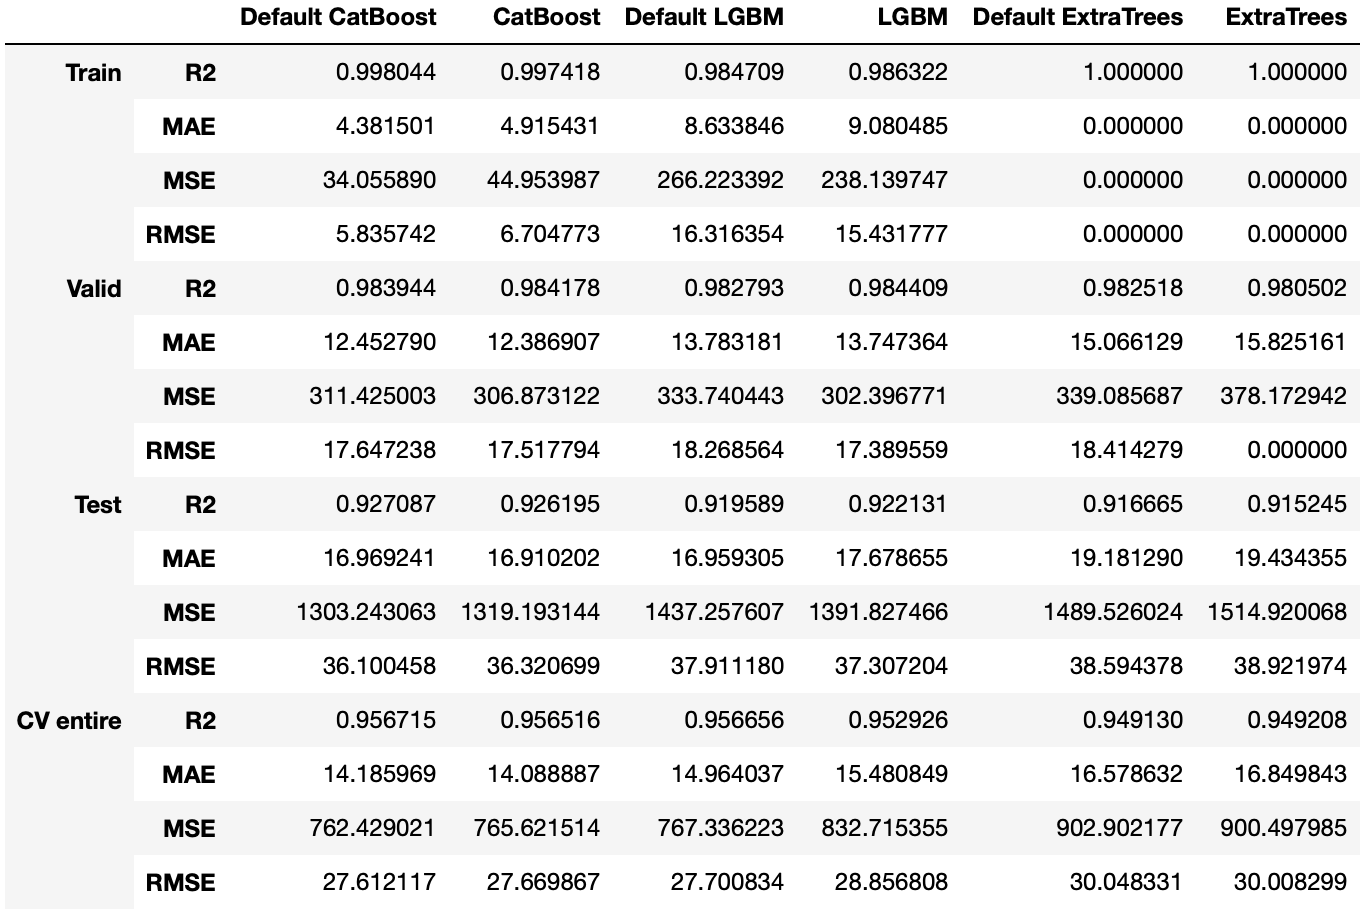 Default CatBoost CatBoost Default LGBM LGBM Default ExtraTrees ExtraTrees
Train R2 0.998044 0.997418 0.984709 0.986322 1.000000 1.000000
MAE 4.381501 4.915431 8.633846 9.080485 0.000000 0.000000
MSE 34.055890 44.953987 266.223392 238.139747 0.000000 0.000000
RMSE 5.835742 6.704773 16.316354 15.431777 0.000000 0.000000
Valid R2 0.983944 0.984178 0.982793 0.984409 0.982518 0.980502
MAE 12.452790 12.386907 13.783181 13.747364 15.066129 15.825161
MSE 311.425003 306.873122 333.740443 302.396771 339.085687 378.172942
RMSE 17.647238 17.517794 18.268564 17.389559 18.414279 0.000000
Test R2 0.927087 0.926195 0.919589 0.922131 0.916665 0.915245
MAE 16.969241 16.910202 16.959305 17.678655 19.181290 19.434355
MSE 1303.243063 1319.193144 1437.257607 1391.827466 1489.526024 1514.920068
RMSE 36.100458 36.320699 37.911180 37.307204 38.594378 38.921974
CV entire R2 0.956715 0.956516 0.956656 0.952926 0.949130 0.949208
MAE 14.185969 14.088887 14.964037 15.480849 16.578632 16.849843
MSE 762.429021 765.621514 767.336223 832.715355 902.902177 900.497985
RMSE 27.612117 27.669867 27.700834 28.856808 30.048331 30.008299